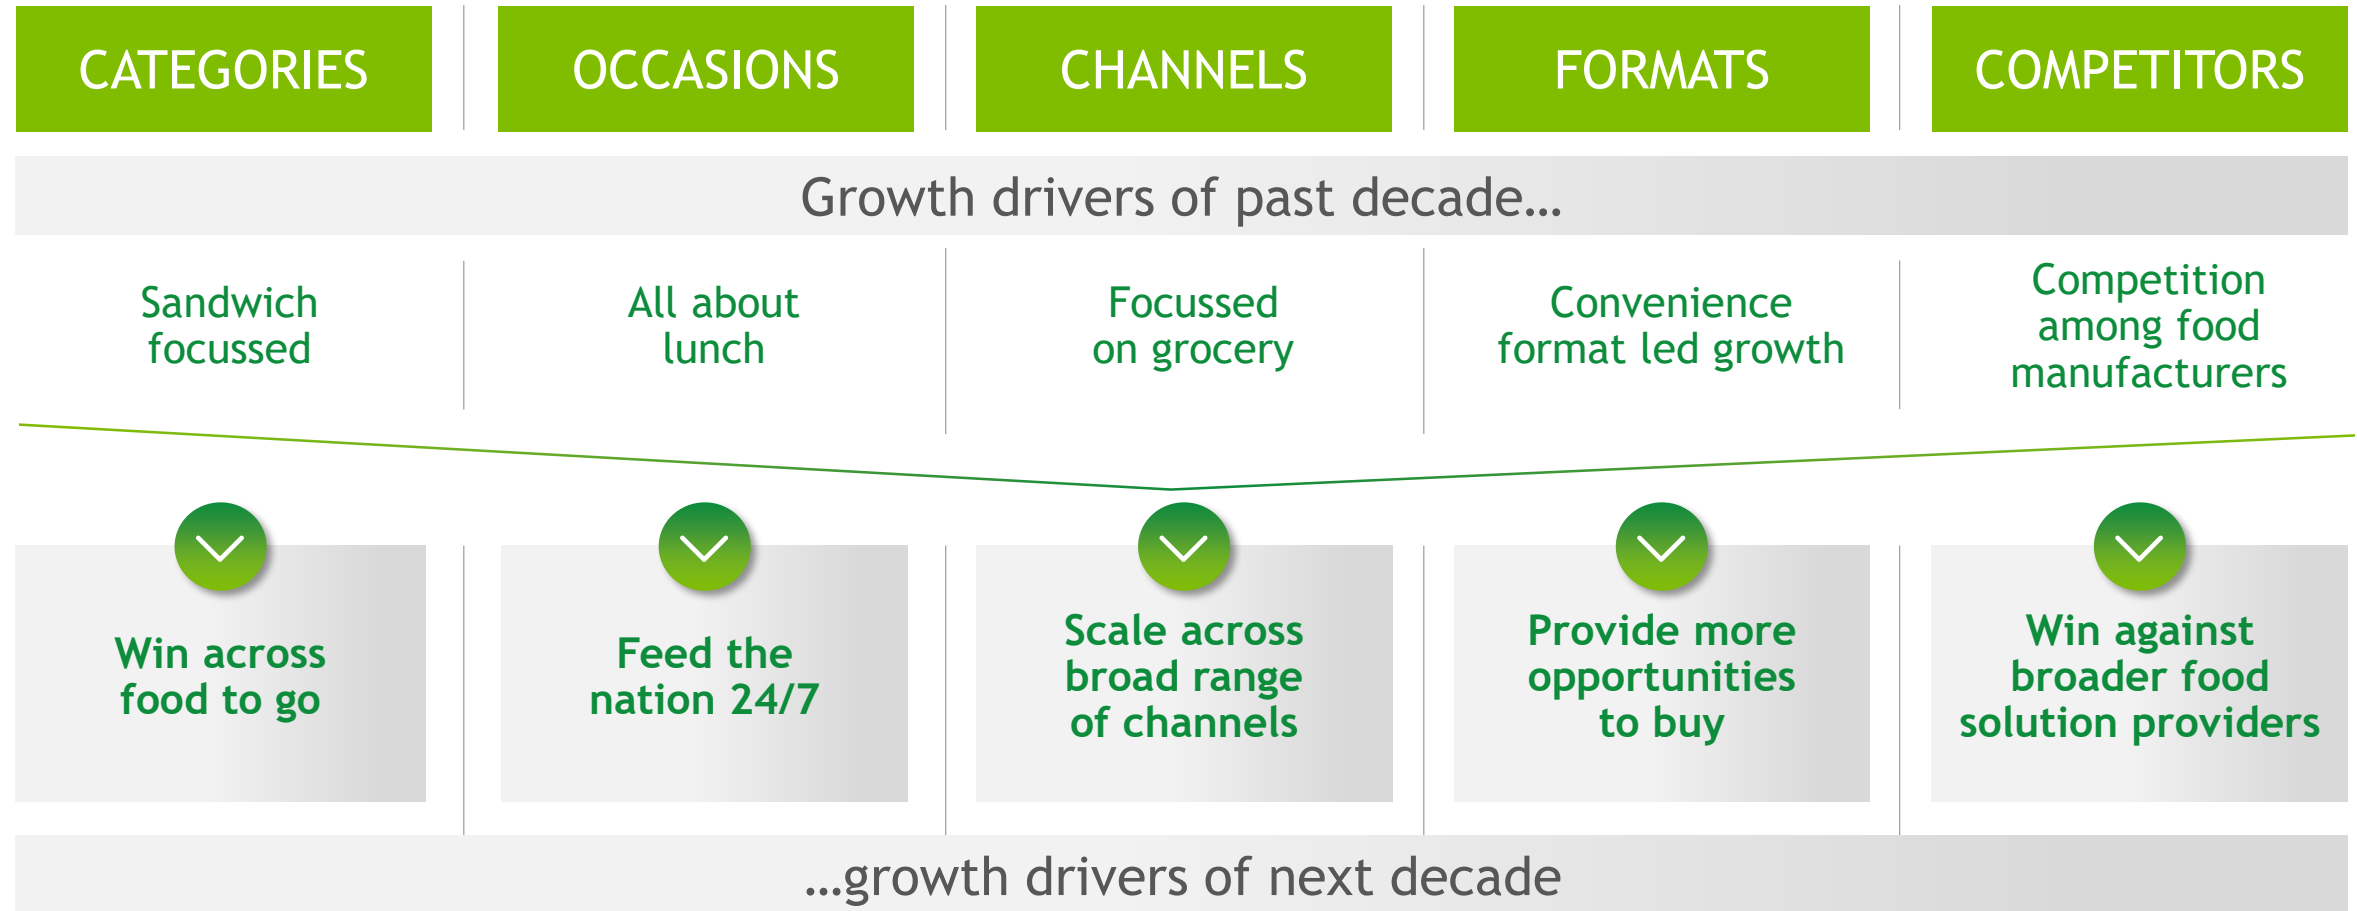 CATEGORIES
OCCASIONS
CHANNELS
FORMATS
COMPETITORS
Growth drivers of past decade...
Sandwich
focussed
All about
lunch
Focussed
on grocery
Convenience
format led growth
Competition
among food
manufacturers
Win across
food to go
Feed the
nation 24/7
Scale across
broad range
of channels
Provide more
opportunities
to buy
Win against
broader food
solution providers
...growth drivers of next decade